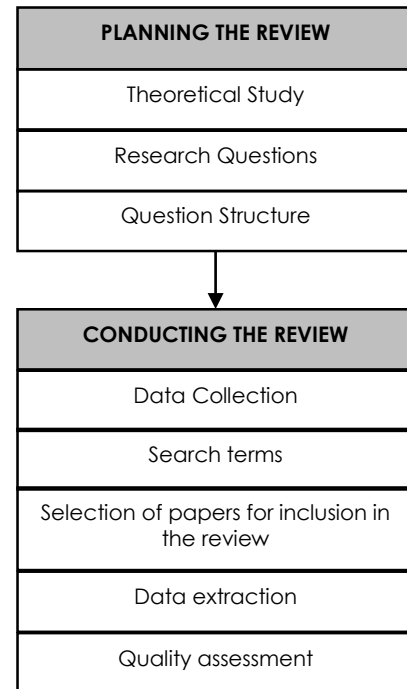 PLANNING THE REVIEW
Theoretical Study
Research Questions
Question Structure
CONDUCTING THE REVIEW
Data Collection
Search terms
Selection of papers for inclusion in
the review
Data extraction
Quality assessment